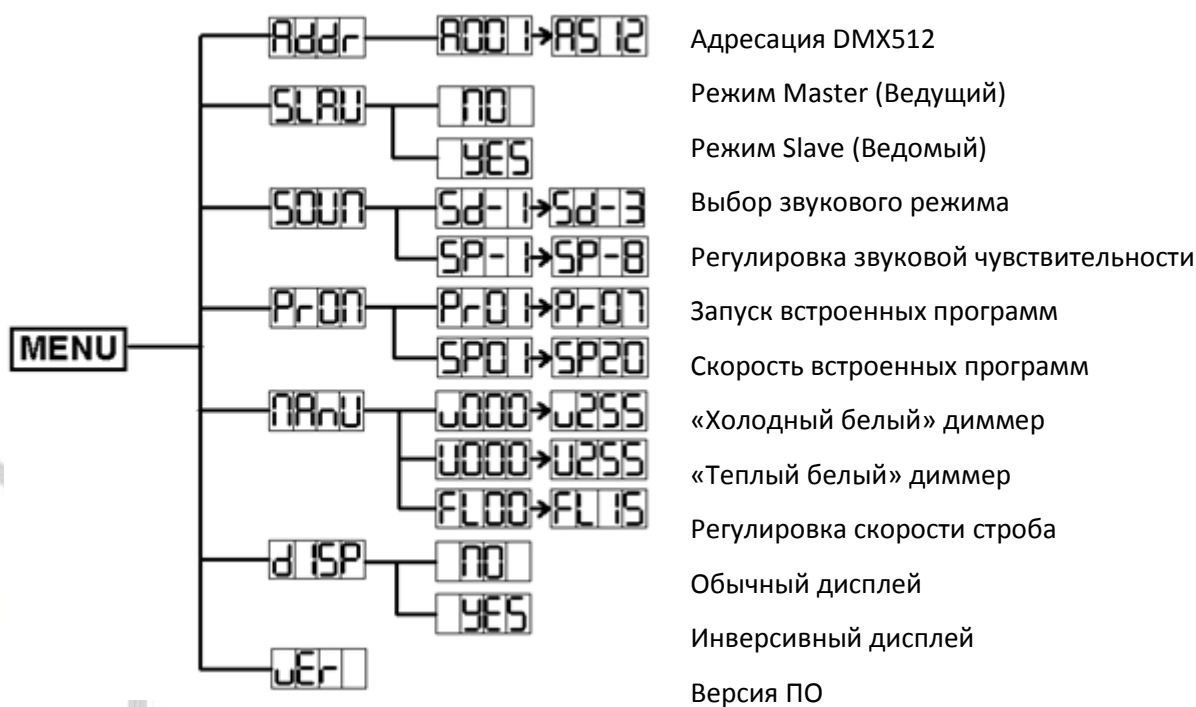 Addr A001 → A512 Адресация DMX512
SLAU NO Режим Master (Ведущий)
YES Режим Slave (Ведомый)
SOUN Sd-1 → Sd-3 Выбор звукового режима
SP-1 → SP-8 Регулировка звуковой чувствительности
PrON Pr01 → Pr07 Запуск встроенных программ
MENU
SP01 → SP20 Скорость встроенных программ
NAnU u000 → u255 «Холодный белый» диммер
U000 → U255 «Теплый белый» диммер
FL00 → FL15 Регулировка скорости строба
dISP NO Обычный дисплей
YES Инверсивный дисплей
uEr Версия ПО